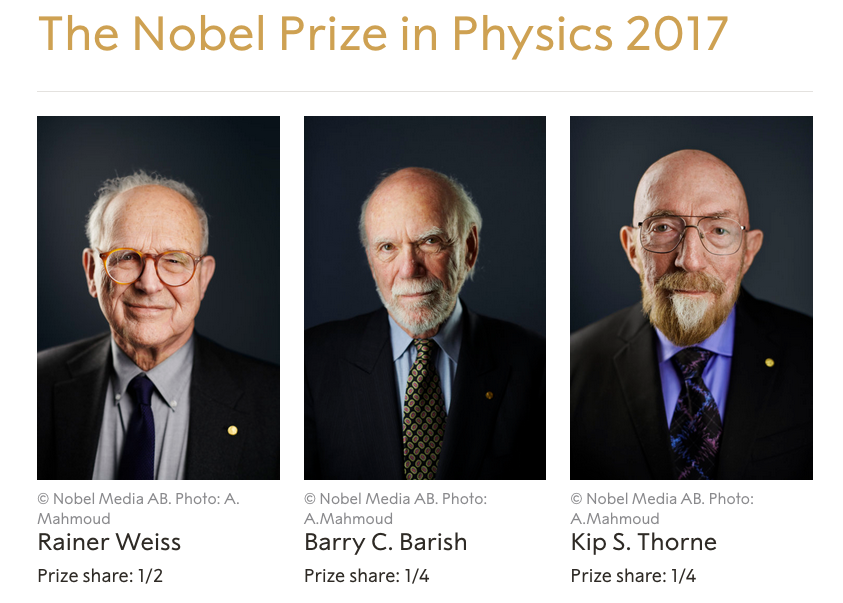 The Nobel Prize in Physics 2017
© Nobel Media AB. Photo: A.
Mahmoud
Rainer Weiss
Prize share: 1/2
© Nobel Media AB. Photo:
A.Mahmoud
Barry C. Barish
Prize share: 1/4
© Nobel Media AB. Photo:
A.Mahmoud
Kip S. Thorne
Prize share: 1/4